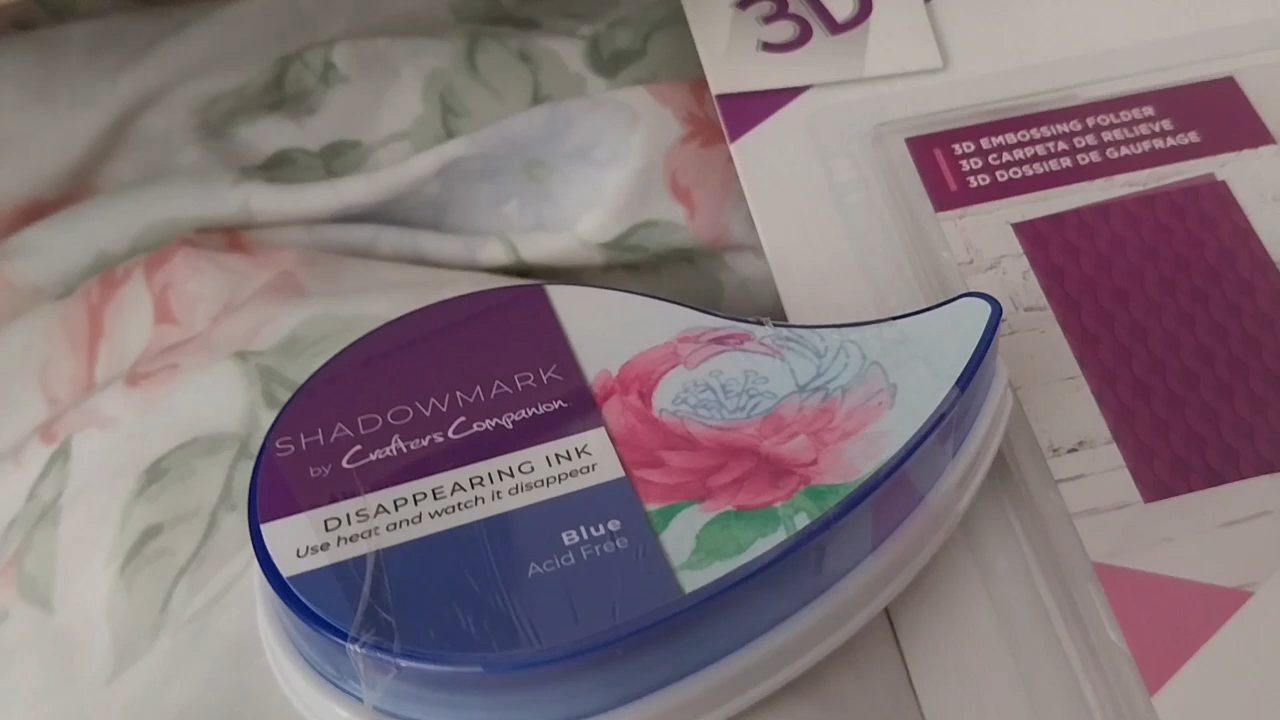 3D
3D EMBOSSING FOLDER
3D CARPETA DE RELIEVE
3D DOSSIER DE GAUFRAGE
SHADOWMARK
by Crafter's Companion
DISAPPEARING INK
Use heat and watch it disappear
Blue
Acid Free